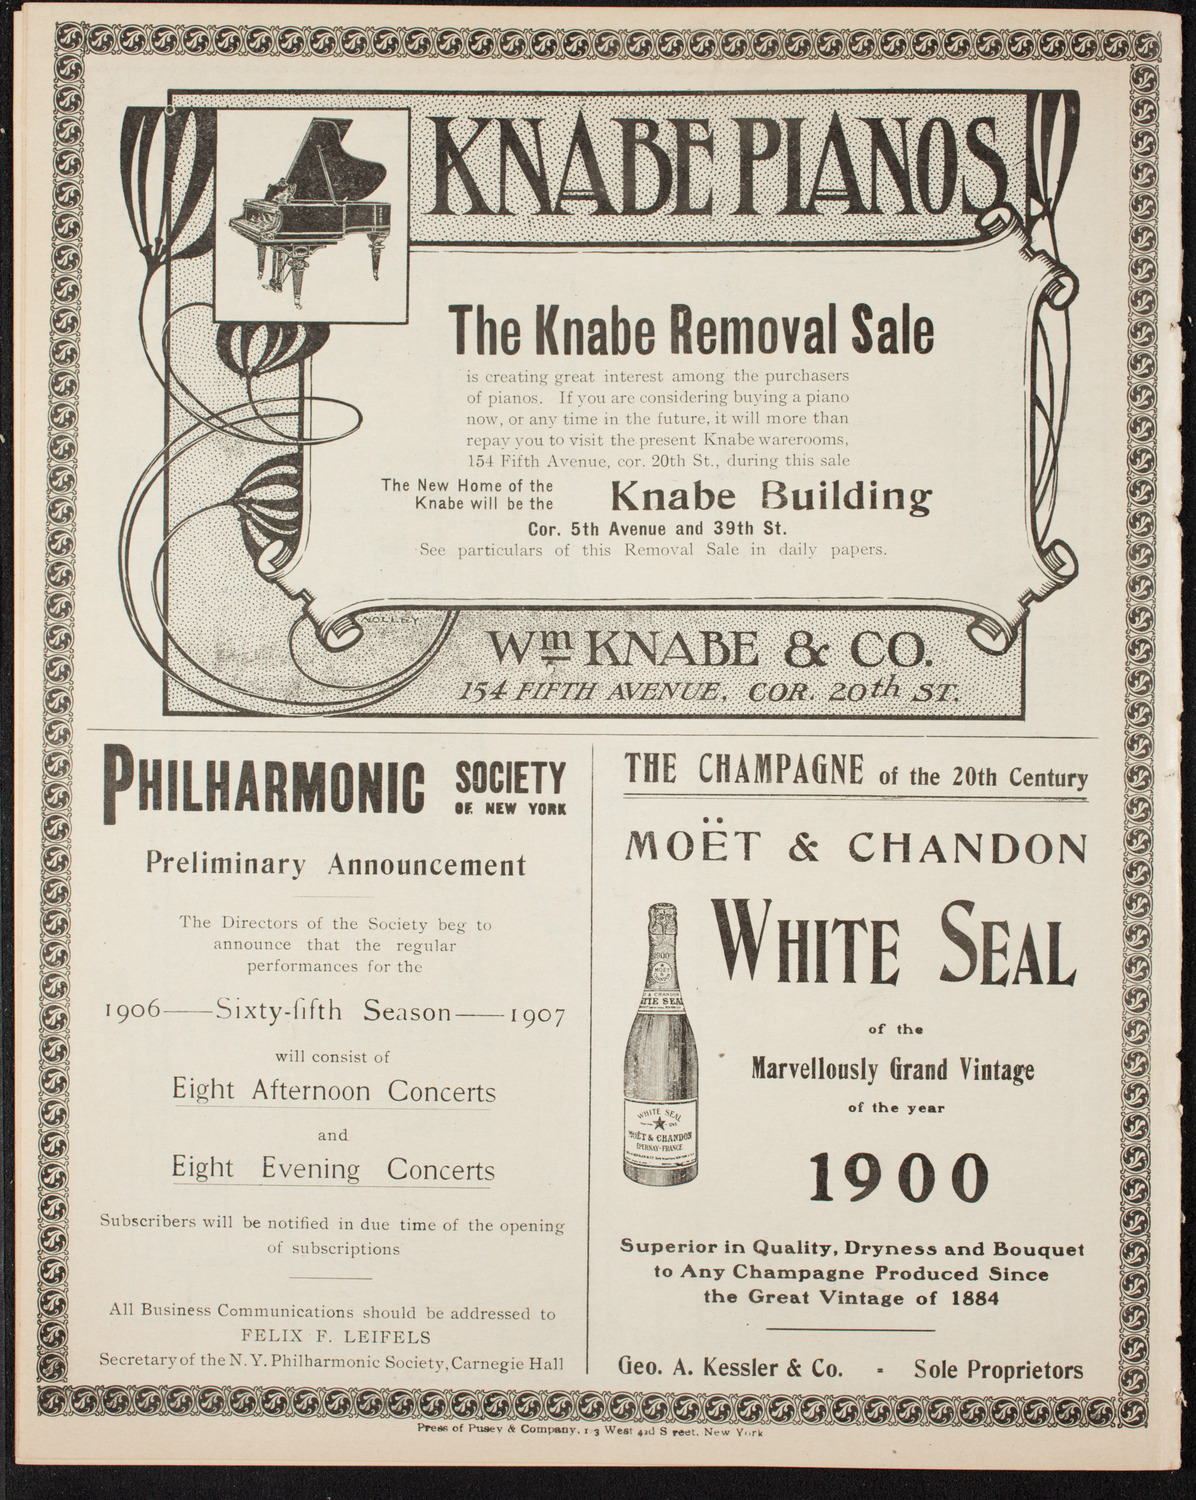 KNABE PIANOS
The Knabe Removal Sale
is creating great interest among the purchasers
of pianos. If you are considering buying a piano
now, or any time in the future, it will more than
repay you to visit the present Knabe warerooms,
154 Fifth Avenue, cor. 20th St., during this sale
The New Home of the
Knabe will be the
Knabe Building
Cor. 5th Avenue and 39th St.
See particulars of this Removal Sale in daily papers.
Wm KNABE & CO.
154 FIFTH AVENUE, COR. 20th ST.
PHILHARMONIC SOCIETY
OF NEW YORK
Preliminary Announcement
The Directors of the Society beg to
announce that the regular
performances for the
1906—Sixty-fifth Season—1907
will consist of
Eight Afternoon Concerts
and
Eight Evening Concerts
Subscribers will be notified in due time of the opening
of subscriptions
All Business Communications should be addressed to
FELIX F. LEIFELS
Secretary of the N. Y. Philharmonic Society, Carnegie Hall
THE CHAMPAGNE of the 20th Century
MOËT & CHANDON
WHITE SEAL
1900
MOËT
& CHANDON
ITE SEAL
WHITE SEAL
MOËT & CHANDON
EPERNAY-FRANCE
of the
Marvellously Grand Vintage
of the year
1900
Superior in Quality, Dryness and Bouquet
to Any Champagne Produced Since
the Great Vintage of 1884
Geo. A. Kessler & Co. - Sole Proprietors
Press of Pusey & Company, 1 3 West 42d S reet, New York